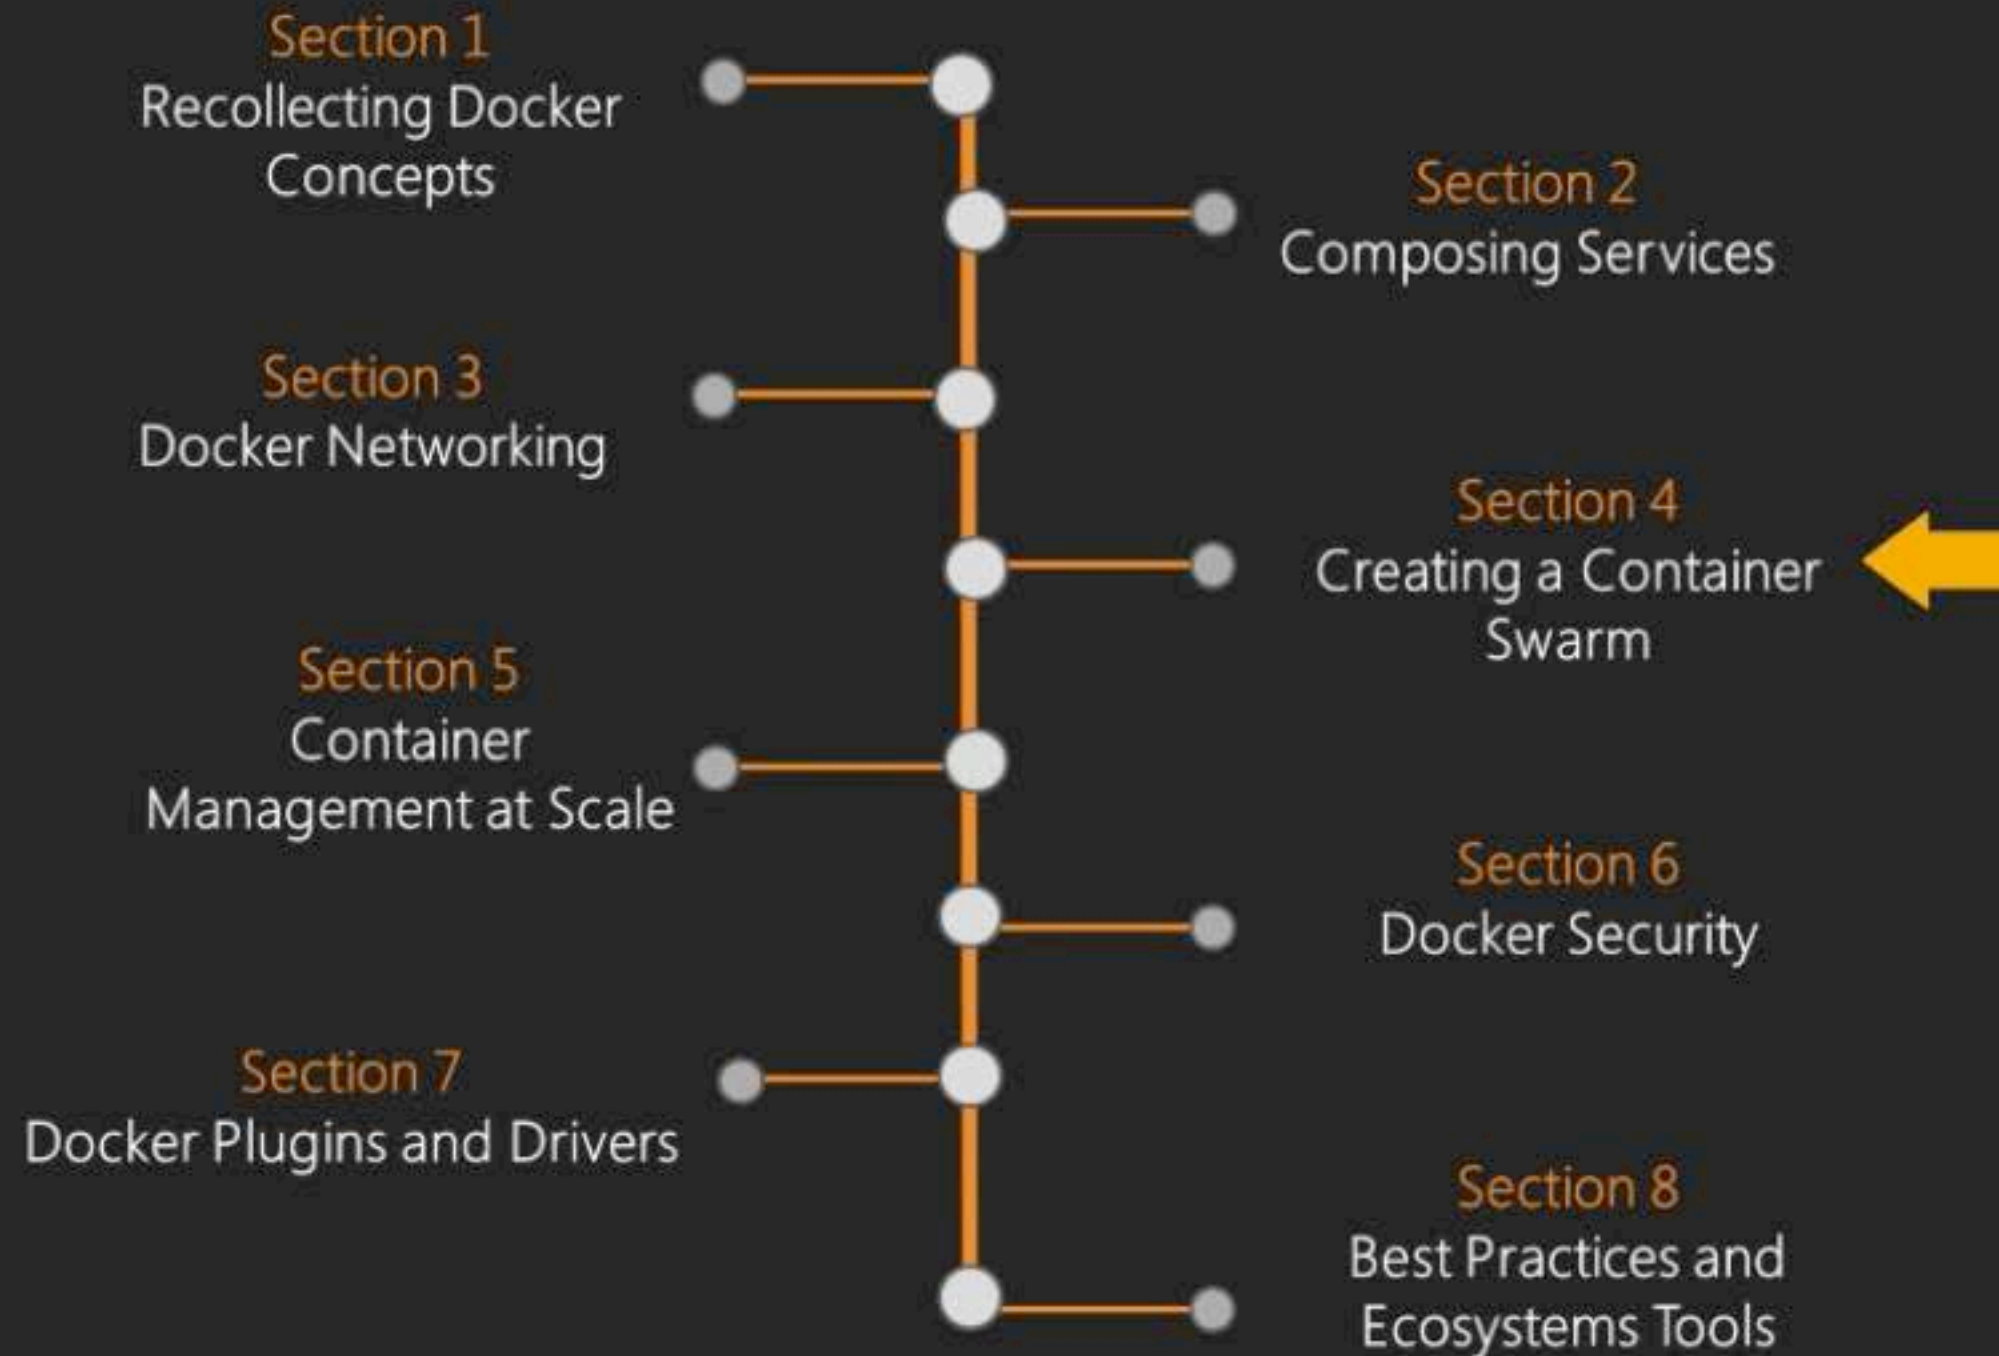 Section 1
Recollecting Docker
Concepts
Section 2
Composing Services
Section 3
Docker Networking
Section 4
Creating a Container
Swarm
Section 5
Container
Management at Scale
Section 6
Docker Security
Section 7
Docker Plugins and Drivers
Section 8
Best Practices and
Ecosystems Tools